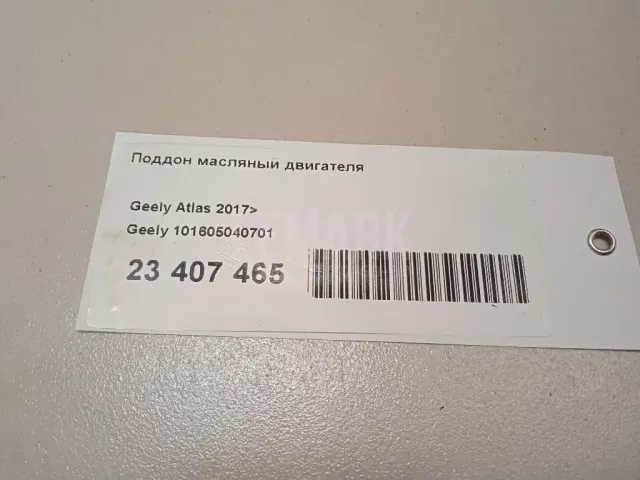 Поддон масляный двигателя
Geely Atlas 2017>
Geely 101605040701
23 407 465